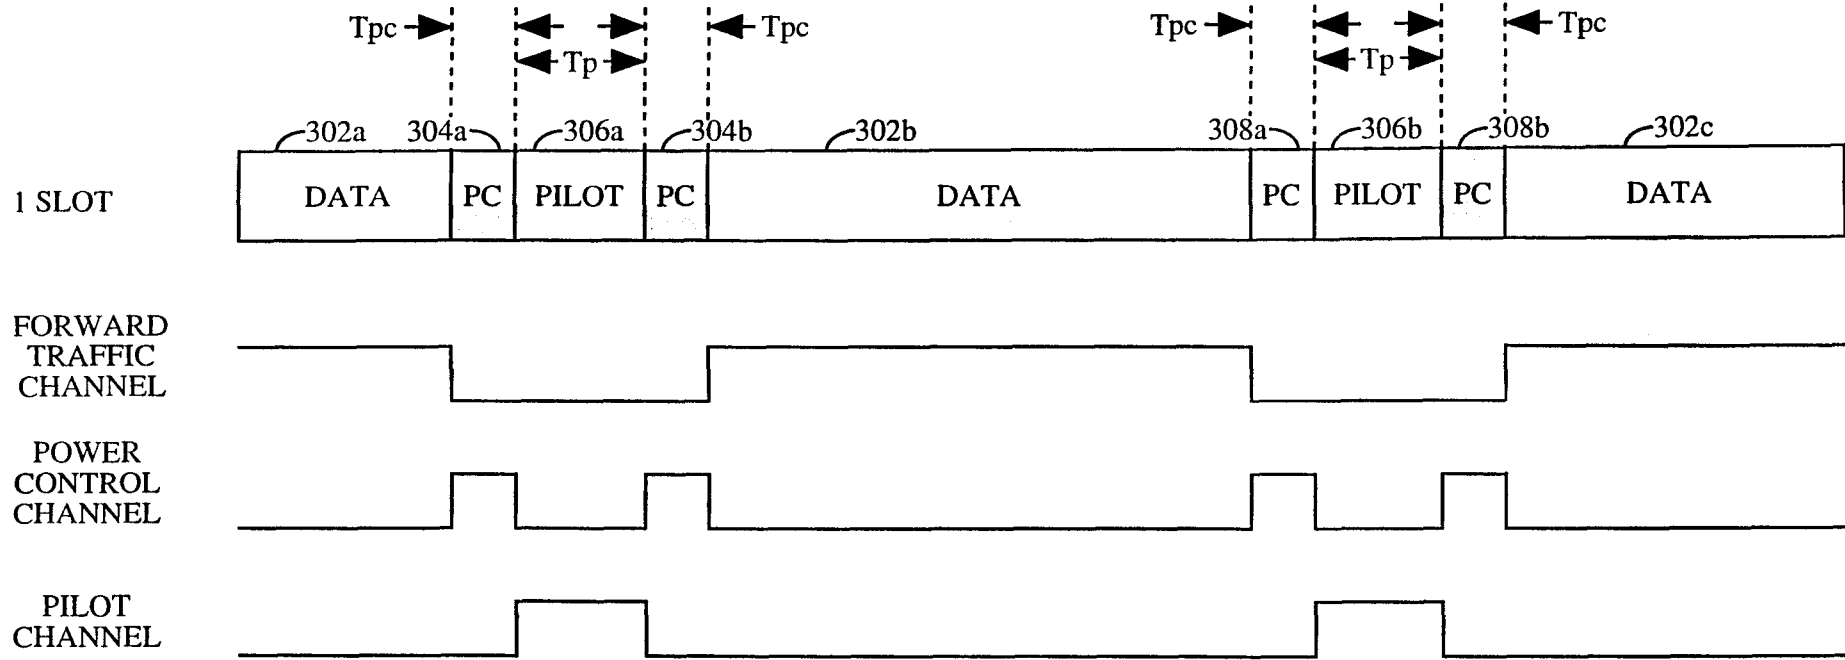 Tpc Tpc Tpc Tpc
Tp Tp
302a 304a 306a 304b 302b 308a 306b 308b 302c
1 SLOT DATA PC PILOT PC DATA PC PILOT PC DATA
FORWARD
TRAFFIC
CHANNEL
POWER
CONTROL
CHANNEL
PILOT
CHANNEL